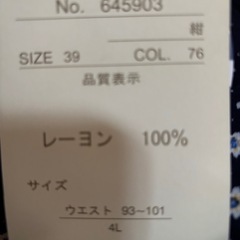 No. 645903
紺
SIZE 39 COL. 76
品質表示
レーヨン 100%
サイズ
ウエスト 93~101
4L